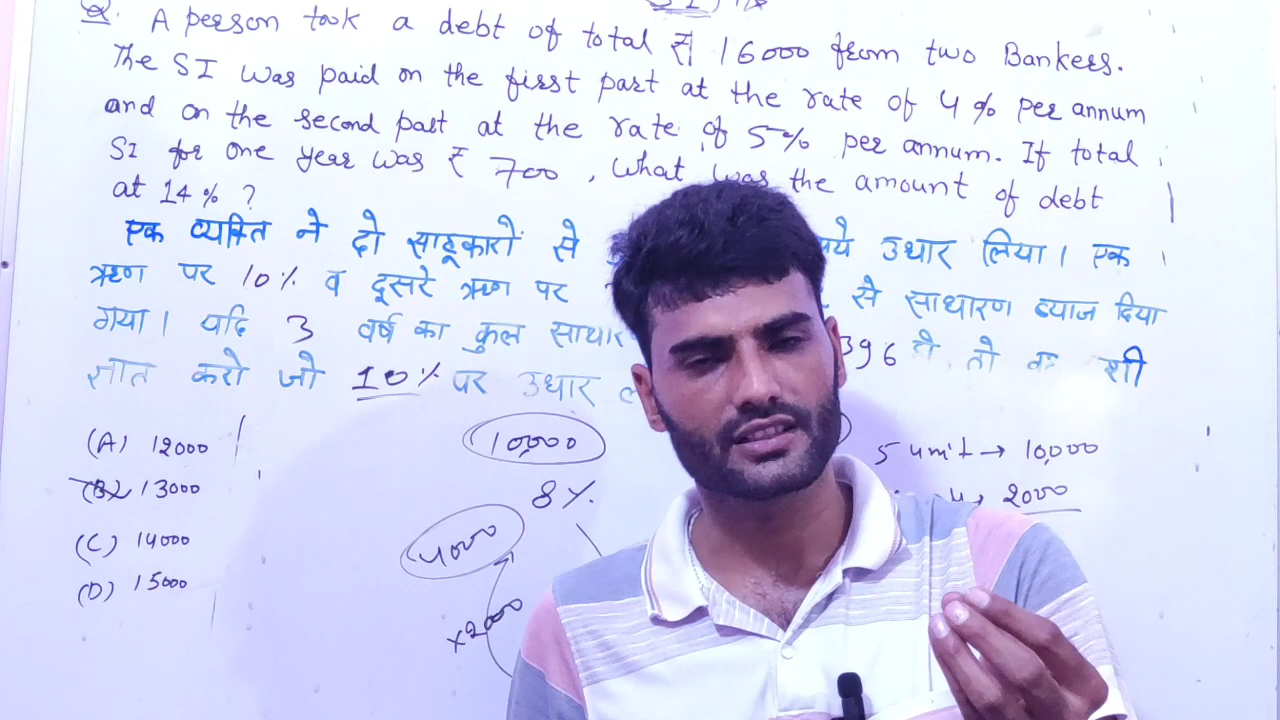 Q. A person took a debt of total ₹ 16000 from two Bankers.
The SI was paid on the first part at the rate of 4% per annum
and on the second part at the rate of 5% per annum. If total
SI for one year was ₹ 700, What was the amount of debt
at 14%?
एक व्यक्ति ने दो साहूकारों से उधार लिया। एक
ऋण पर 10% व दूसरे ऋण पर से साधारण ब्याज दिया
गया। यदि 3 वर्ष का कुल 396 तो
ज्ञात करो जो 10% पर उधार
(A) 12000
(B) 13000
(C) 14000
(D) 15000
10,000
8%
4000
×2000
5 unit → 10,000
→ 2000